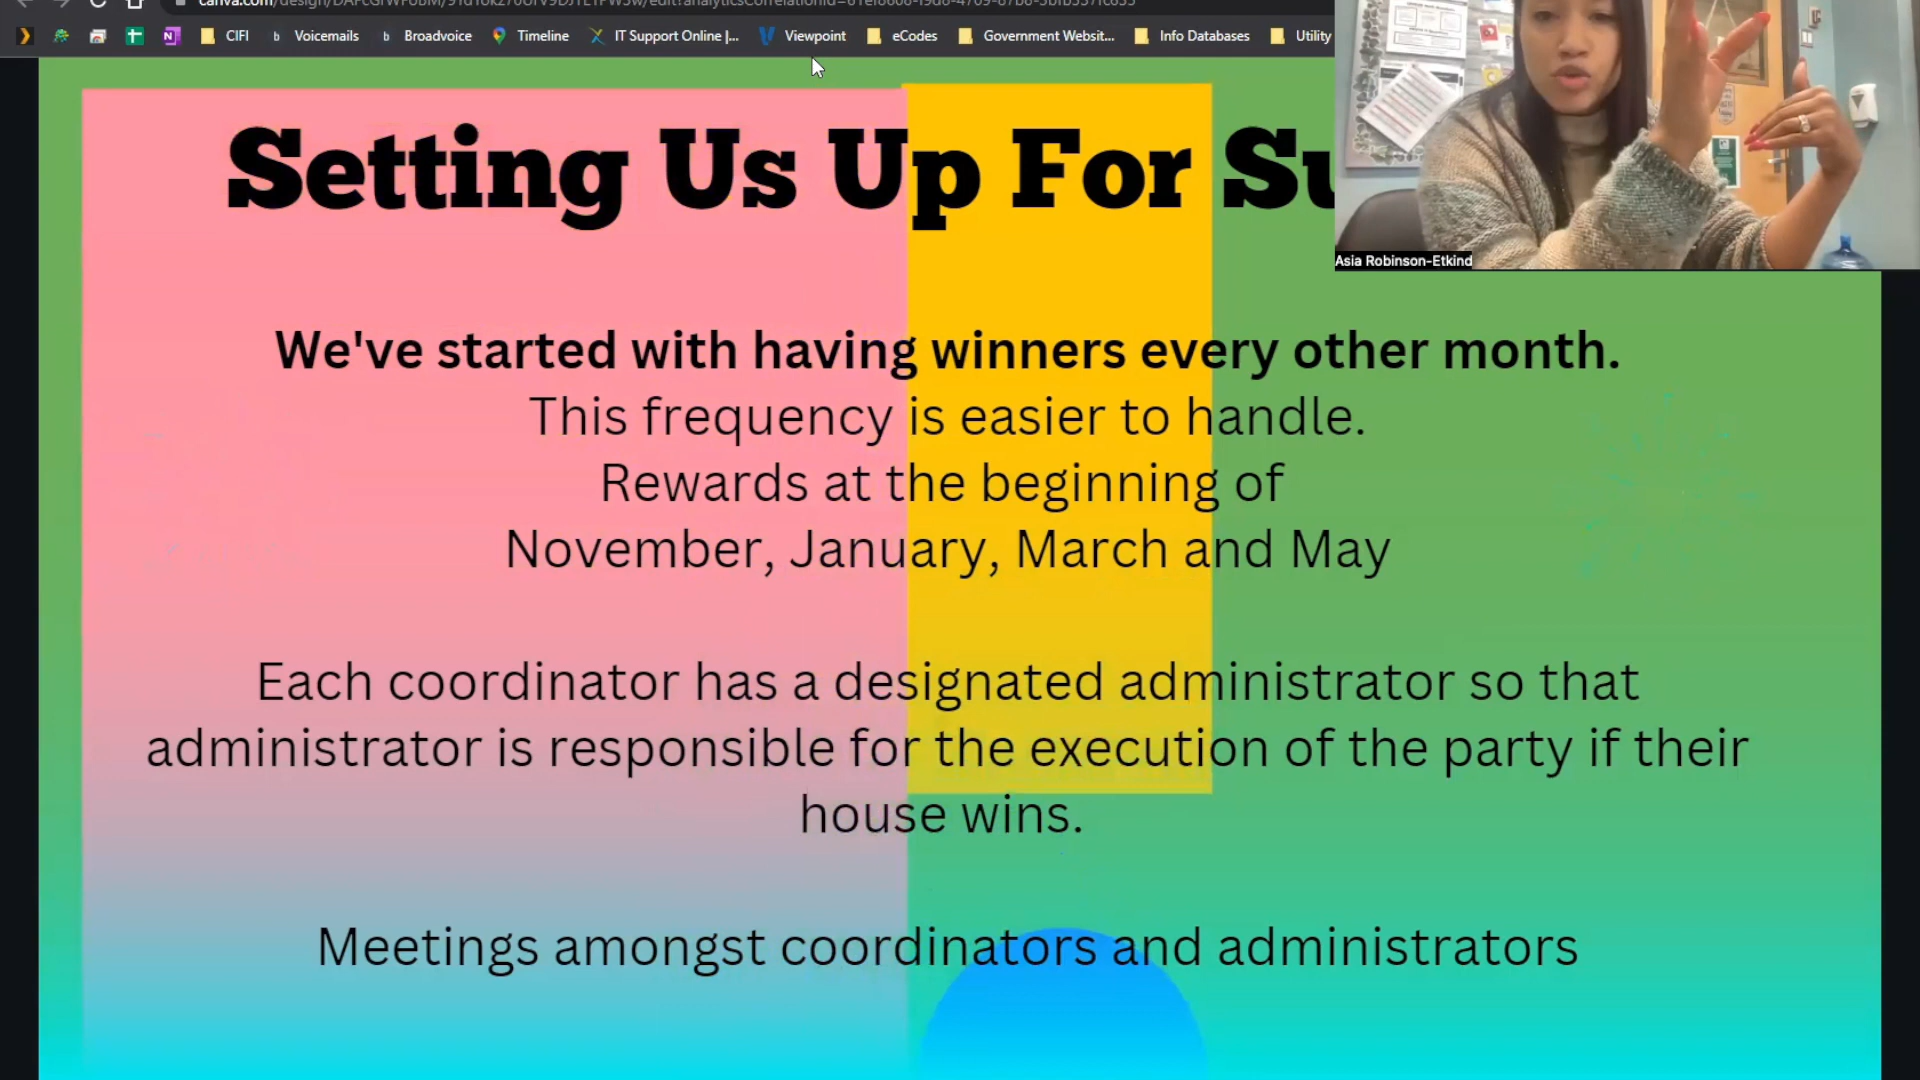 CIFI Voicemails Broadvoice Timeline IT Support Online |... Viewpoint eCodes Government Websit... Info Databases Utility
Setting Us Up For Su
Asia Robinson-Etkind
We've started with having winners every other month.
This frequency is easier to handle.
Rewards at the beginning of
November, January, March and May
Each coordinator has a designated administrator so that
administrator is responsible for the execution of the party if their
house wins.
Meetings amongst coordinators and administrators